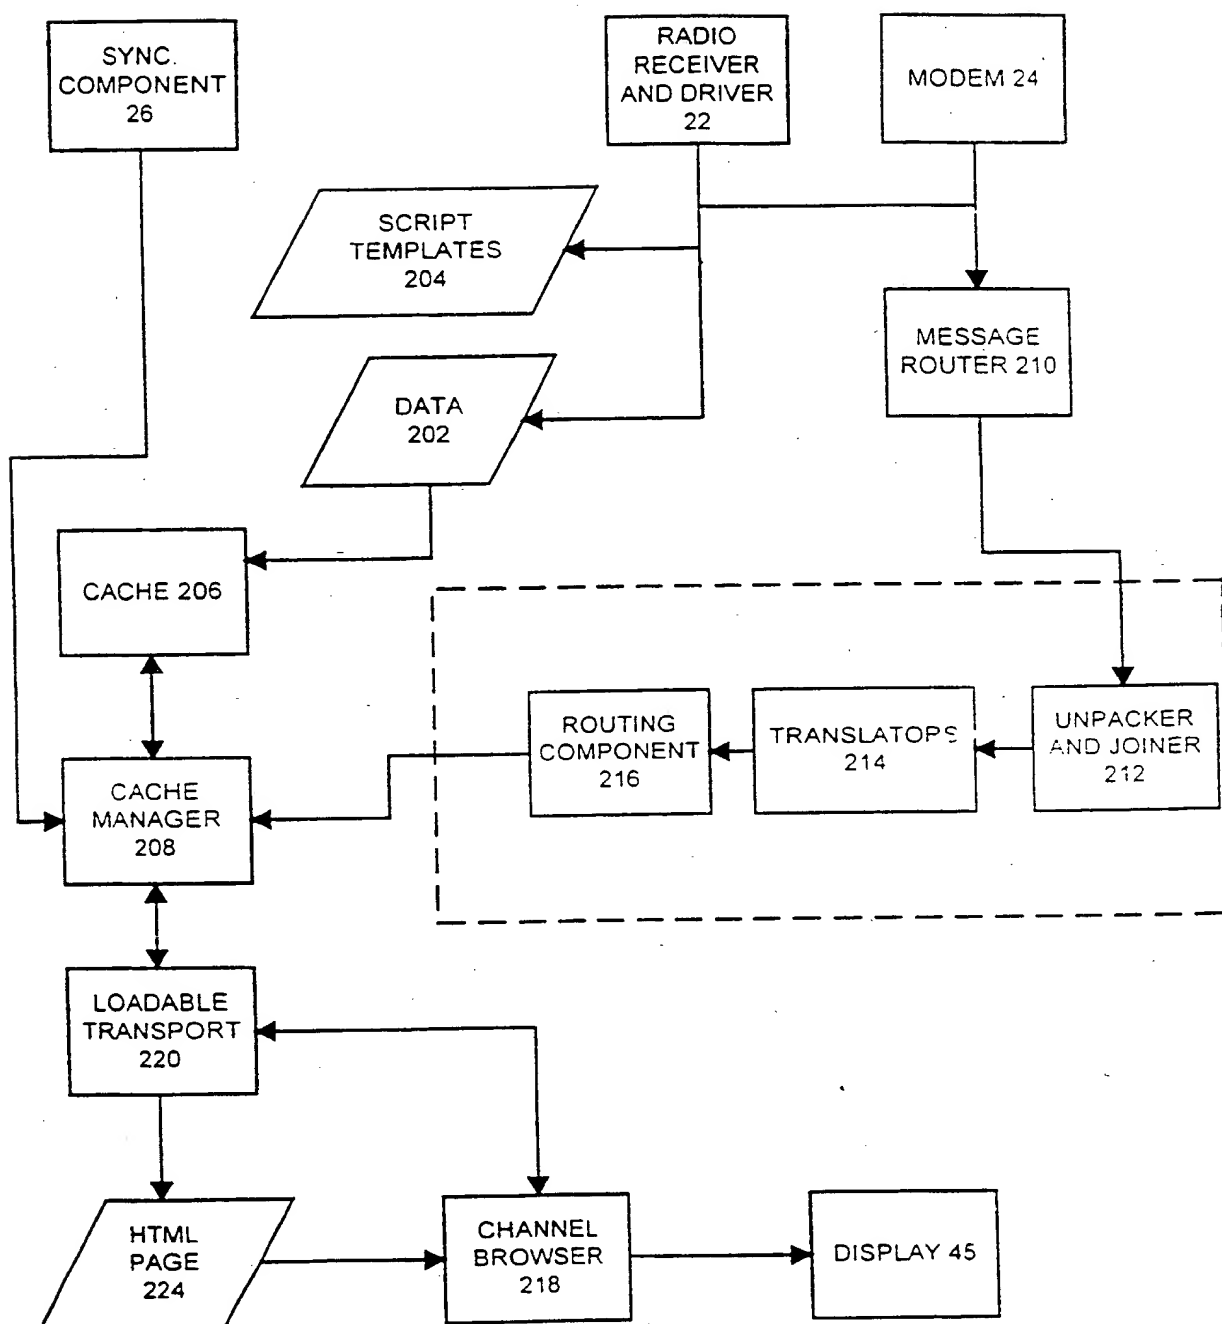 SYNC.
COMPONENT
26
RADIO
RECEIVER
AND DRIVER
22
MODEM 24
SCRIPT
TEMPLATES
204
MESSAGE
ROUTER 210
DATA
202
CACHE 206
ROUTING
COMPONENT
216
TRANSLATOPS
214
UNPACKER
AND JOINER
212
CACHE
MANAGER
208
LOADABLE
TRANSPORT
220
HTML
PAGE
224
CHANNEL
BROWSER
218
DISPLAY 45